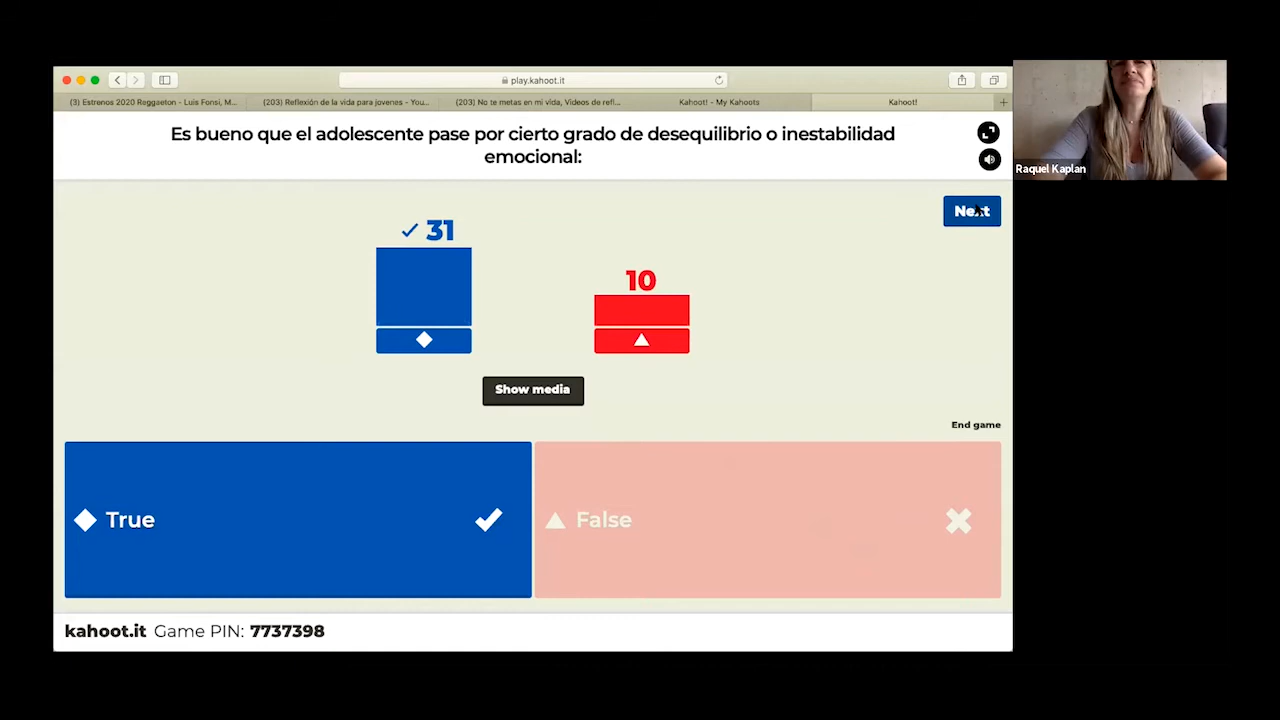 play.kahoot.it
(3) Estrenos 2020 Reggaeton - Luis Fonsi, M...
(203) Reflexión de la vida para jovenes - You...
(203) No te metas en mi vida, Videos de refl...
Kahoot! - My Kahoots
Kahoot!
Es bueno que el adolescente pase por cierto grado de desequilibrio o inestabilidad
emocional:
Raquel Kaplan
Next
31
10
Show media
End game
True
False
kahoot.it Game PIN: 7737398